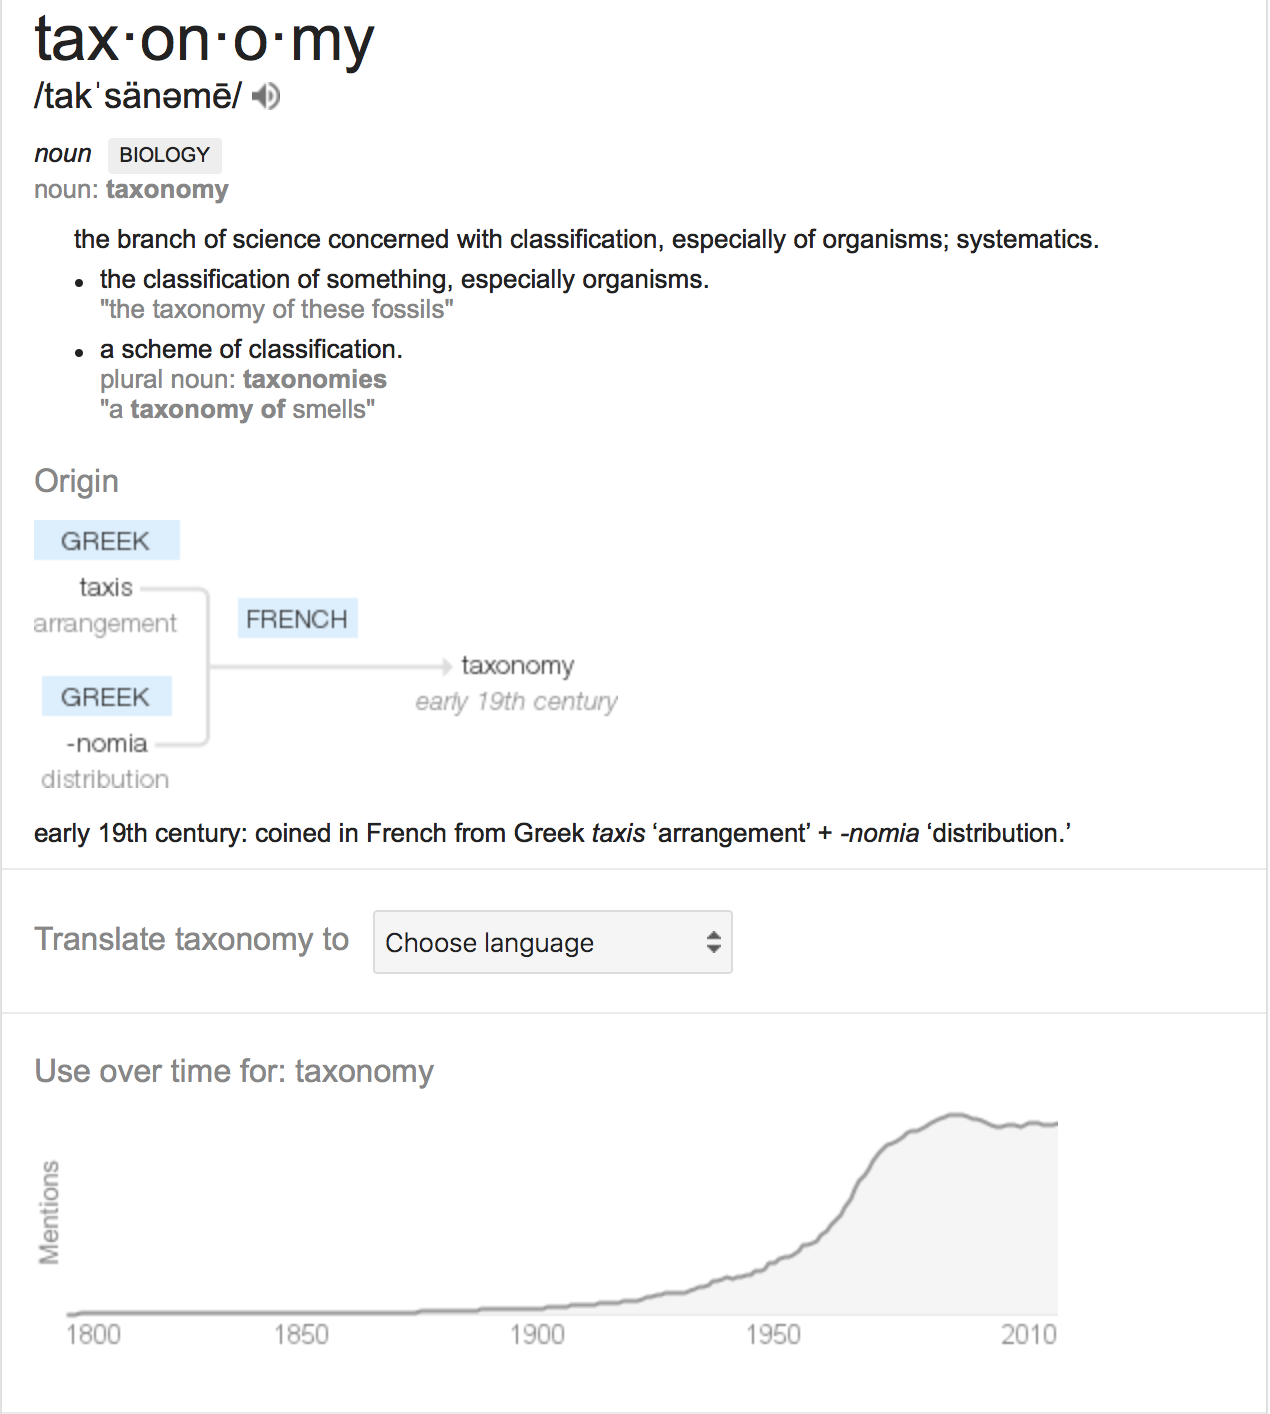 tax·on·o·my
/takˈsänəmē/
noun BIOLOGY
noun: taxonomy
the branch of science concerned with classification, especially of organisms; systematics.
• the classification of something, especially organisms.
"the taxonomy of these fossils"
• a scheme of classification.
plural noun: taxonomies
"a taxonomy of smells"
Origin
GREEK
taxis
arrangement
FRENCH
taxonomy
early 19th century
GREEK
-nomia
distribution
early 19th century: coined in French from Greek taxis ‘arrangement’ + -nomia ‘distribution.’
Translate taxonomy to Choose language
Use over time for: taxonomy
Mentions
1800 1850 1900 1950 2010